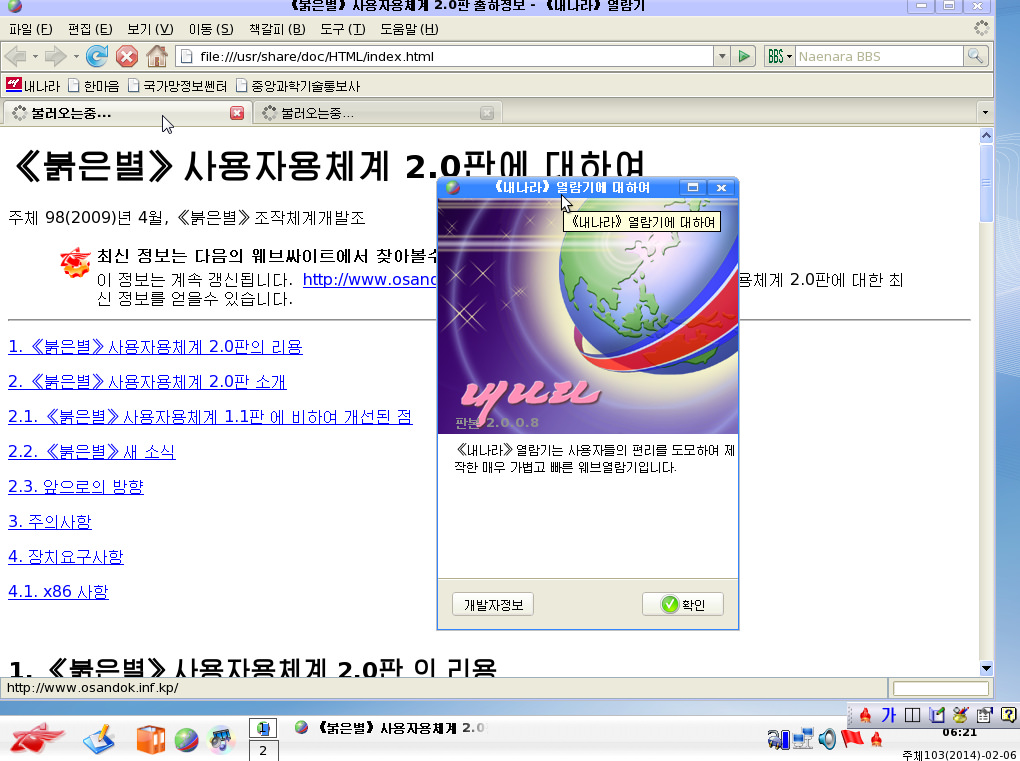 《붉은별》사용자용체계 2.0판 출하정보 - 《내나라》열람기
파일 (F) 편집 (E) 보기 (V) 이동 (S) 책갈피 (B) 도구 (T) 도움말 (H)
file:///usr/share/doc/HTML/index.html BBS Naenara BBS
내나라 한마음 국가망정보쎈터 중앙과학기술통보사
불러오는중... 불러오는중...
《붉은별》사용자용체계 2.0판에 대하여
주체 98(2009)년 4월, 《붉은별》조작체계개발조
최신 정보는 다음의 웨브싸이트에서 찾아볼수
이 정보는 계속 갱신됩니다. http://www.osand 용체계 2.0판에 대한 최
신 정보를 얻을수 있습니다.
1. 《붉은별》사용자용체계 2.0판의 리용
2. 《붉은별》사용자용체계 2.0판 소개
2.1. 《붉은별》사용자용체계 1.1판 에 비하여 개선된 점
2.2. 《붉은별》새 소식
2.3. 앞으로의 방향
3. 주의사항
4. 장치요구사항
4.1. x86 사항
1. 《붉은별》사용자용체계 2.0판 의 리용
《내나라》열람기에 대하여
《내나라》열람기에 대하여
내나라
판본 2.0.0.8
《내나라》열람기는 사용자들의 편리를 도모하여 제
작한 매우 가볍고 빠른 웨브열람기입니다.
개발자정보 확인
http://www.osandok.inf.kp/
2
《붉은별》사용자용체계 2.0
가
06:21
주체103(2014)-02-06